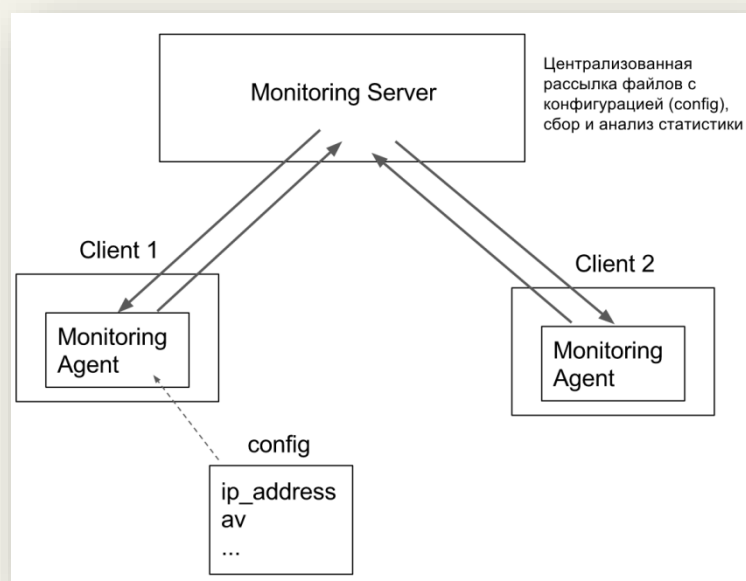 Monitoring Server
Централизованная
рассылка файлов с
конфигурацией (config),
сбор и анализ статистики
Client 1
Monitoring
Agent
Client 2
Monitoring
Agent
config
ip_address
av
...